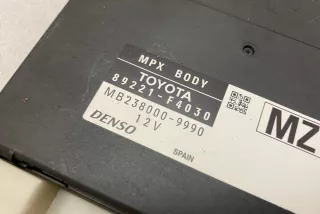 MPX BODY
TOYOTA
89221-F4030
MB238000-9990
12V
DENSO
SPAIN
MZ